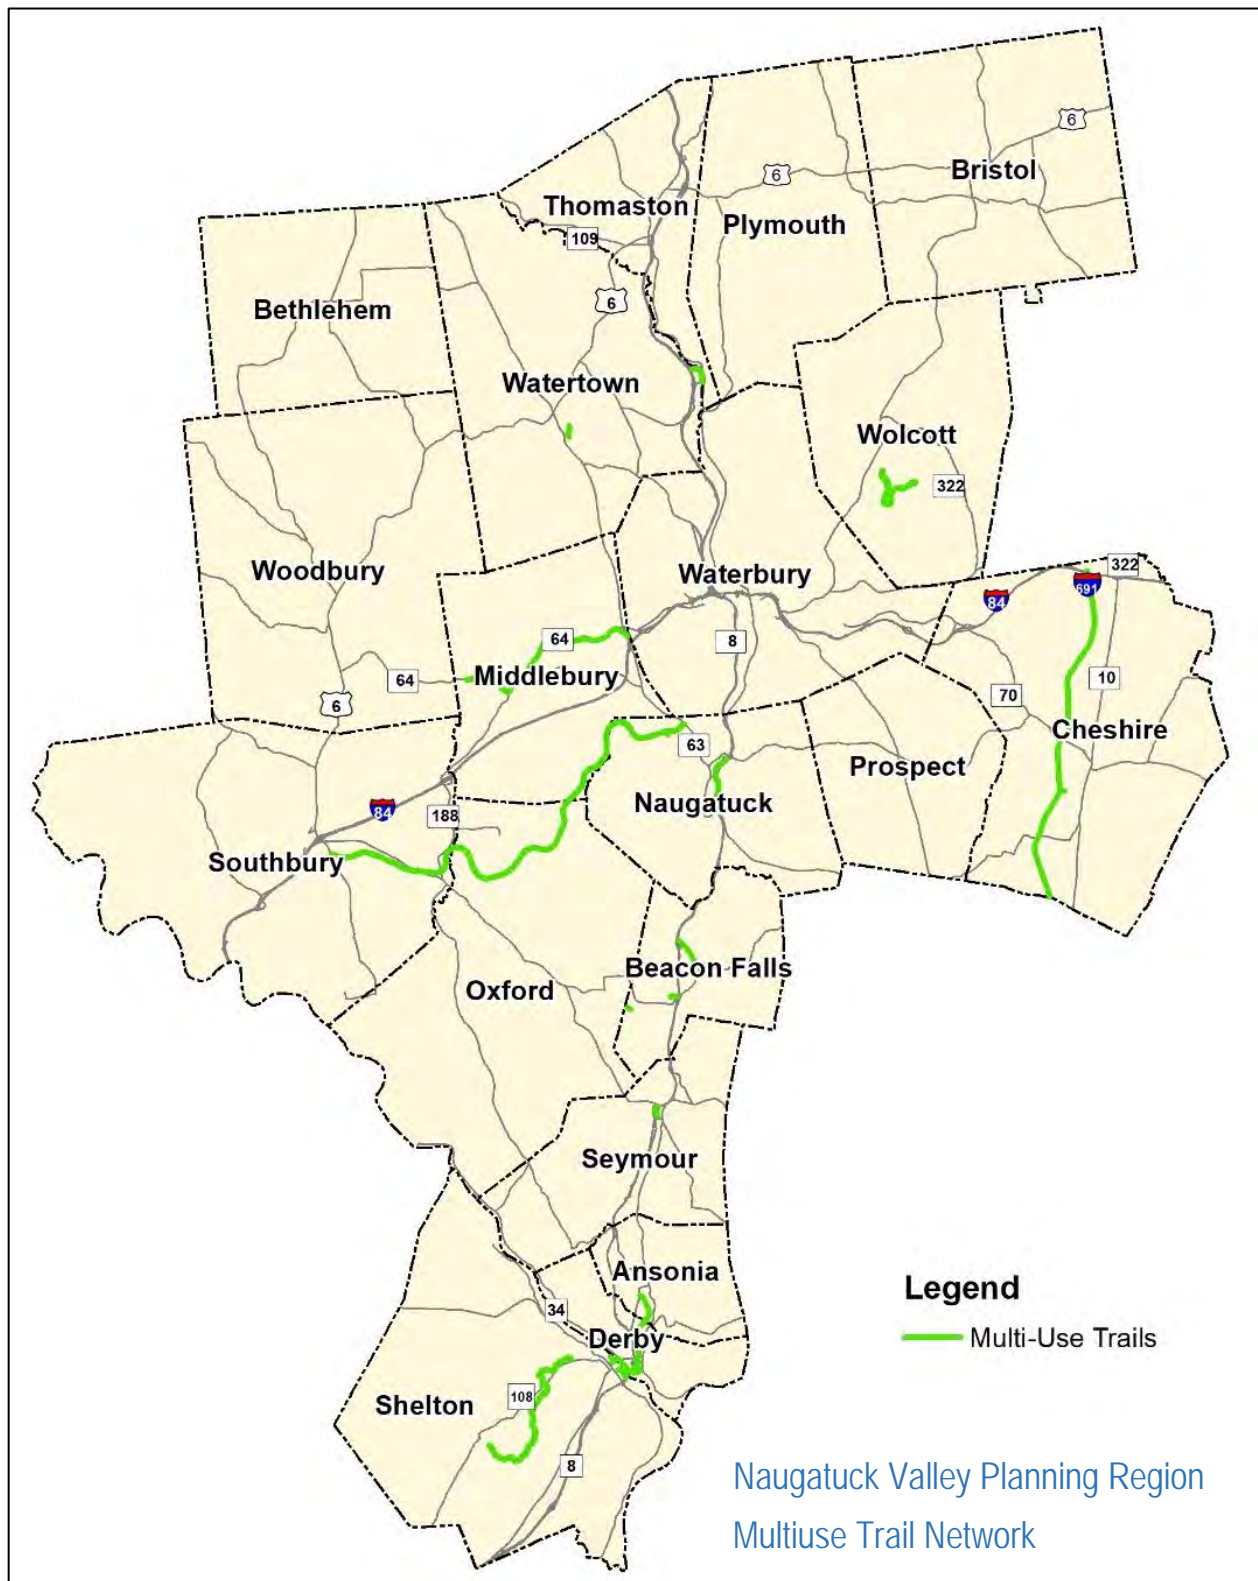 6
Bristol
6
Thomaston
Plymouth
109
6
Bethlehem
Watertown
Wolcott
322
Woodbury
Waterbury
322
84
691
64
8
Middlebury
64
10
70
6
Cheshire
63
Prospect
Naugatuck
84
188
Southbury
Beacon Falls
Oxford
Seymour
Ansonia
Legend
34
Derby
Multi-Use Trails
108
Shelton
8
Naugatuck Valley Planning Region
Multiuse Trail Network